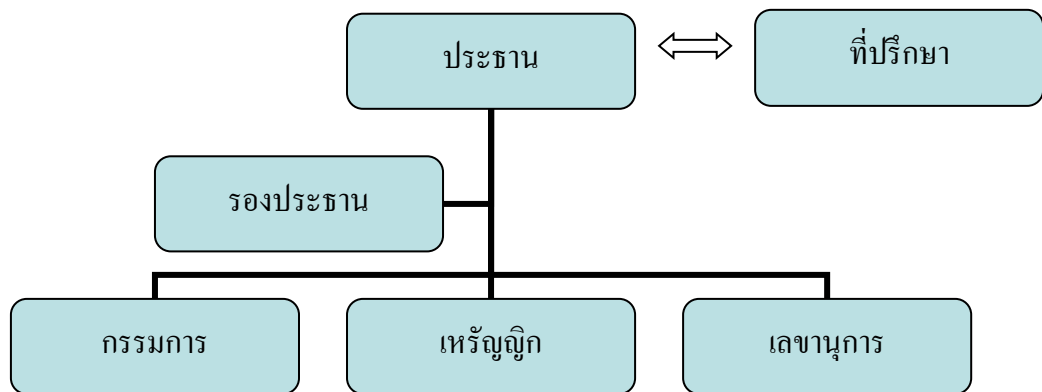 ประธาน
ที่ปรึกษา
รองประธาน
กรรมการ
เหรัญญิก
เลขานุการ